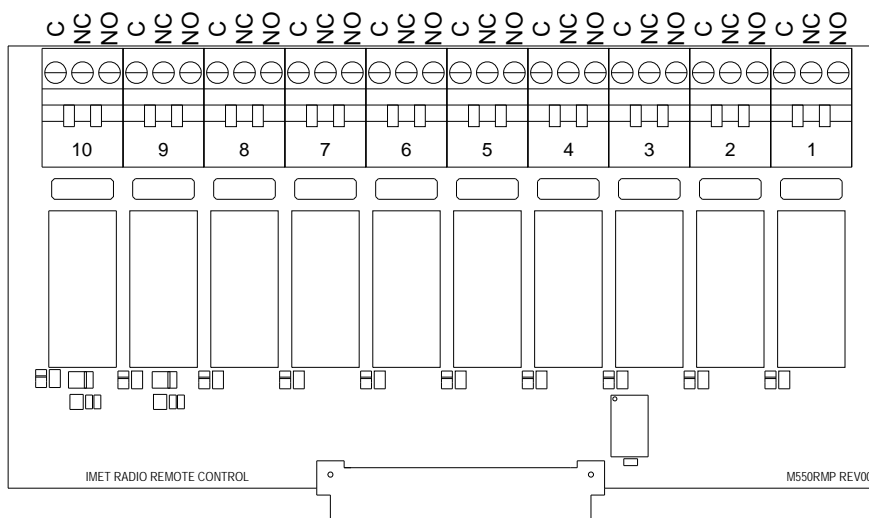 C NC NO C NC NO C NC NO C NC NO C NC NO C NC NO C NC NO C NC NO C NC NO C NC NO
10 9 8 7 6 5 4 3 2 1
IMET RADIO REMOTE CONTROL M550RMP REV00